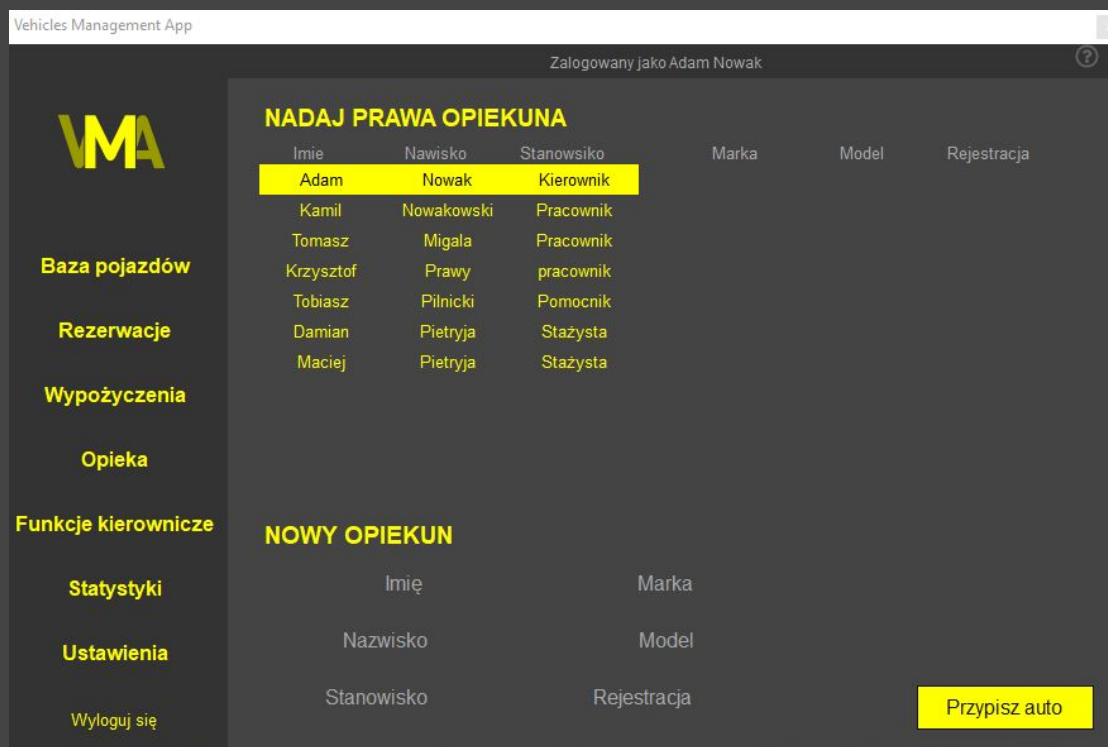 Vehicles Management App
Zalogowany jako Adam Nowak
?
VMA
NADAJ PRAWA OPIEKUNA
Imie Nawisko Stanowsiko Marka Model Rejestracja
Adam Nowak Kierownik
Kamil Nowakowski Pracownik
Tomasz Migala Pracownik
Krzysztof Prawy pracownik
Tobiasz Pilnicki Pomocnik
Damian Pietryja Stażysta
Maciej Pietryja Stażysta
Baza pojazdów
Rezerwacje
Wypożyczenia
Opieka
Funkcje kierownicze
Statystyki
Ustawienia
Wyloguj się
NOWY OPIEKUN
Imię Marka
Nazwisko Model
Stanowisko Rejestracja
Przypisz auto